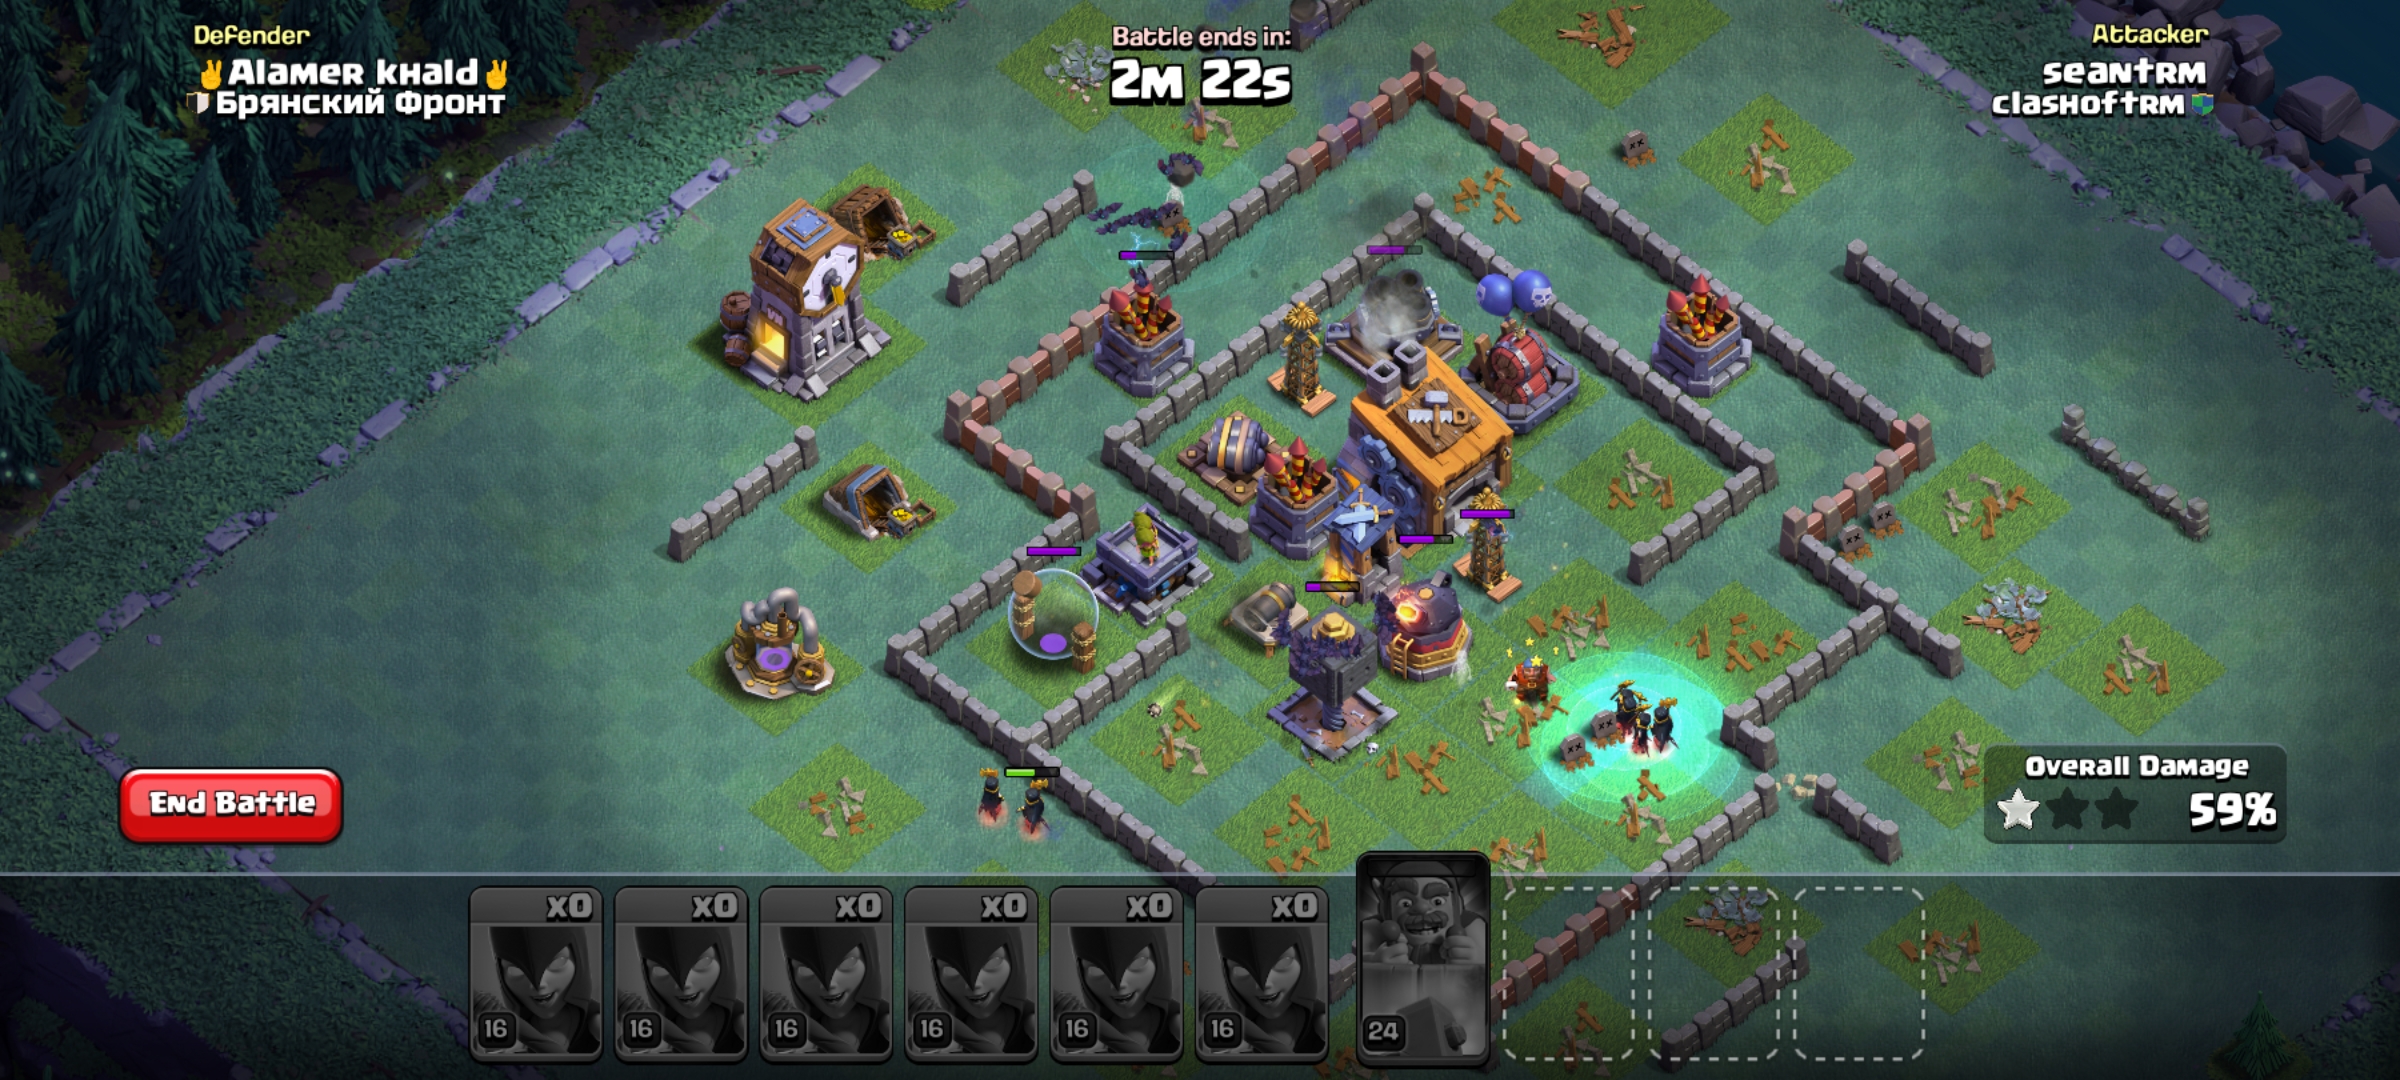 Defender
✌Alamer khald✌
Брянский Фронт
Battle ends in:
2M 22s
Attacker
seantrm
clashoftrm
End Battle
Overall Damage
59%
x0
x0
x0
x0
x0
x0
16
16
16
16
16
16
24